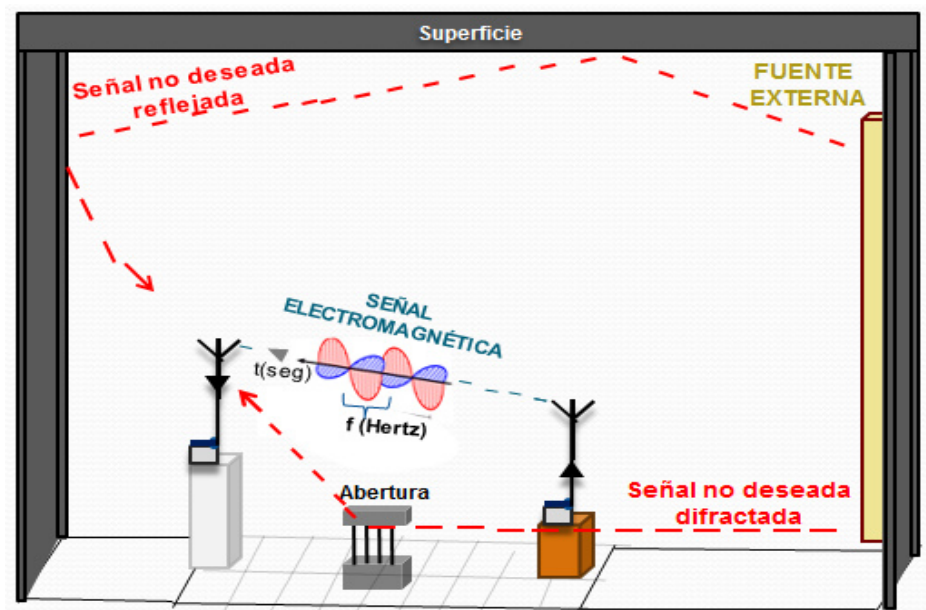 Superficie
Señal no deseada
reflejada
FUENTE
EXTERNA
SEÑAL
ELECTROMAGNÉTICA
t(seg)
f (Hertz)
Abertura
Señal no deseada
difractada